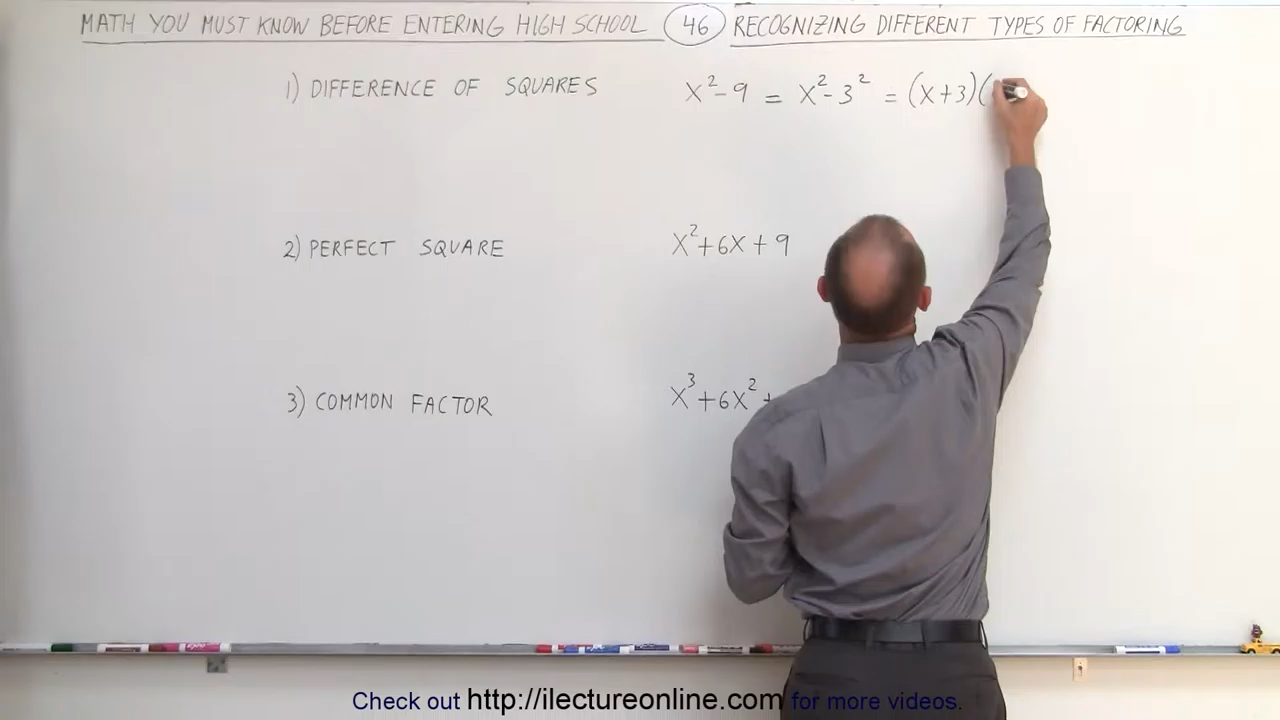 MATH YOU MUST KNOW BEFORE ENTERING HIGH SCHOOL 46 RECOGNIZING DIFFERENT TYPES OF FACTORING
1) DIFFERENCE OF SQUARES x² - 9 = x² - 3² = (x + 3)(
2) PERFECT SQUARE x² + 6x + 9
3) COMMON FACTOR x³ + 6x² +
Check out http://ilectureonline.com for more videos.